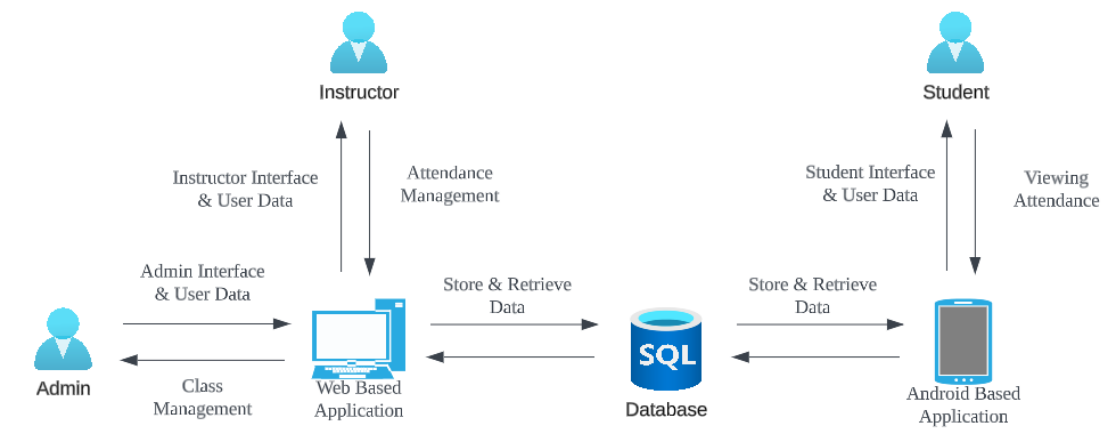 Instructor
Student
Instructor Interface
& User Data
Attendance
Management
Student Interface
& User Data
Viewing
Attendance
Admin Interface
& User Data
Store & Retrieve
Data
Store & Retrieve
Data
SQL
Admin
Class
Management
Web Based
Application
Database
Android Based
Application